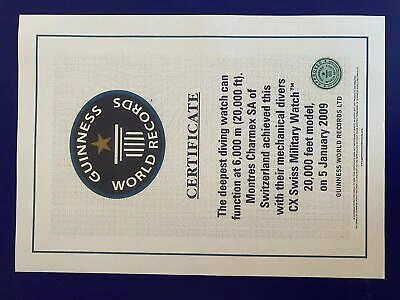 GUINNESS
WORLD RECORDS
™
CERTIFICATE
The deepest diving watch can
function at 6,000 m (20,000 ft).
Montres Charmex SA of
Switzerland achieved this
with their mechanical divers
CX Swiss Military Watch™
20,000 feet model,
on 5 January 2009
GUINNESS WORLD RECORDS LTD